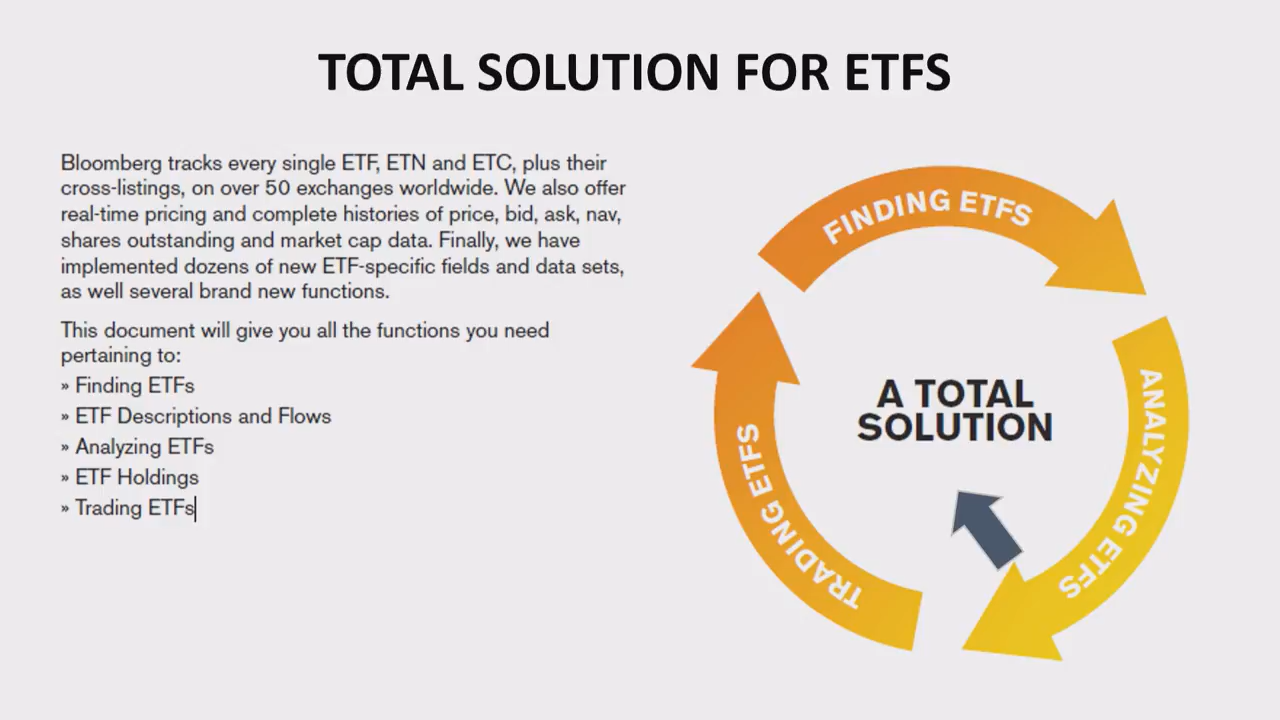 TOTAL SOLUTION FOR ETFS
Bloomberg tracks every single ETF, ETN and ETC, plus their
cross-listings, on over 50 exchanges worldwide. We also offer
real-time pricing and complete histories of price, bid, ask, nav,
shares outstanding and market cap data. Finally, we have
implemented dozens of new ETF-specific fields and data sets,
as well several brand new functions.
This document will give you all the functions you need
pertaining to:
» Finding ETFs
» ETF Descriptions and Flows
» Analyzing ETFs
» ETF Holdings
» Trading ETFs
FINDING ETFS
ANALYZING ETFS
TRADING ETFS
A TOTAL
SOLUTION